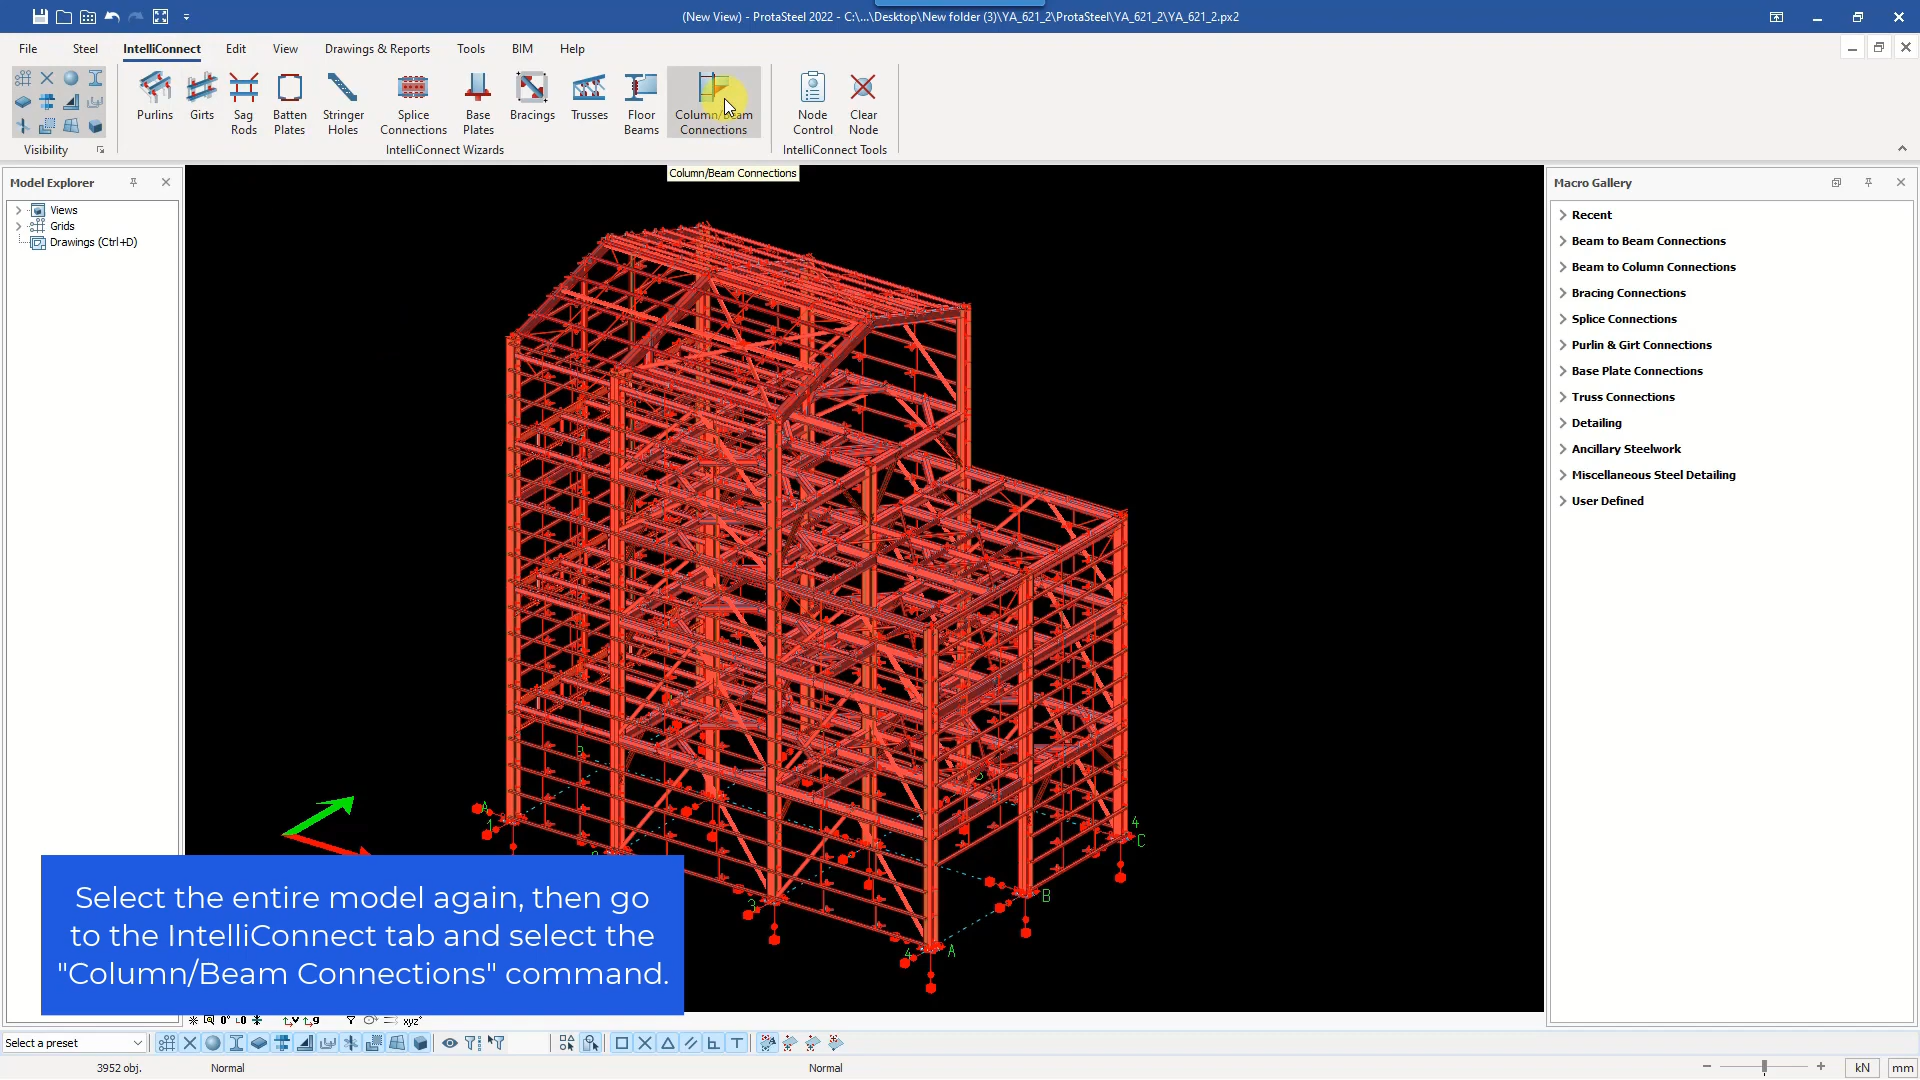 (New View) - ProtaSteel 2022 - C:\...\Desktop\New folder (3)\YA_621_2\ProtaSteel\YA_621_2\YA_621_2.px2
File Steel IntelliConnect Edit View Drawings & Reports Tools BIM Help
Purlins Girts Sag Rods Batten Plates Stringer Holes Splice Connections Base Plates Bracings Trusses Floor Beams Column/Beam Connections Node Control Clear Node
Visibility IntelliConnect Wizards IntelliConnect Tools
Column/Beam Connections
Model Explorer
Views
Grids
Drawings (Ctrl+D)
Macro Gallery
Recent
Beam to Beam Connections
Beam to Column Connections
Bracing Connections
Splice Connections
Purlin & Girt Connections
Base Plate Connections
Truss Connections
Detailing
Ancillary Steelwork
Miscellaneous Steel Detailing
User Defined
A
1
3
4
A
B
4
C
Select the entire model again, then go
to the IntelliConnect tab and select the
"Column/Beam Connections" command.
Select a preset
3952 obj. Normal Normal kN mm